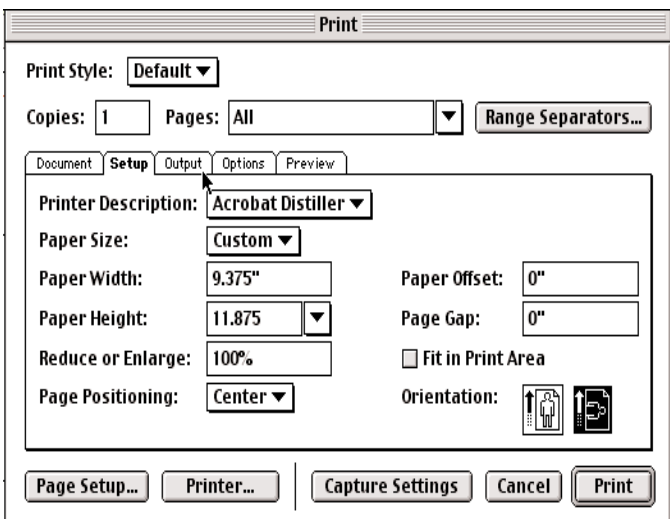 Print
Print Style: Default
Copies: 1 Pages: All Range Separators...
Document Setup Output Options Preview
Printer Description: Acrobat Distiller
Paper Size: Custom
Paper Width: 9.375" Paper Offset: 0"
Paper Height: 11.875 Page Gap: 0"
Reduce or Enlarge: 100% Fit in Print Area
Page Positioning: Center Orientation:
Page Setup... Printer... Capture Settings Cancel Print